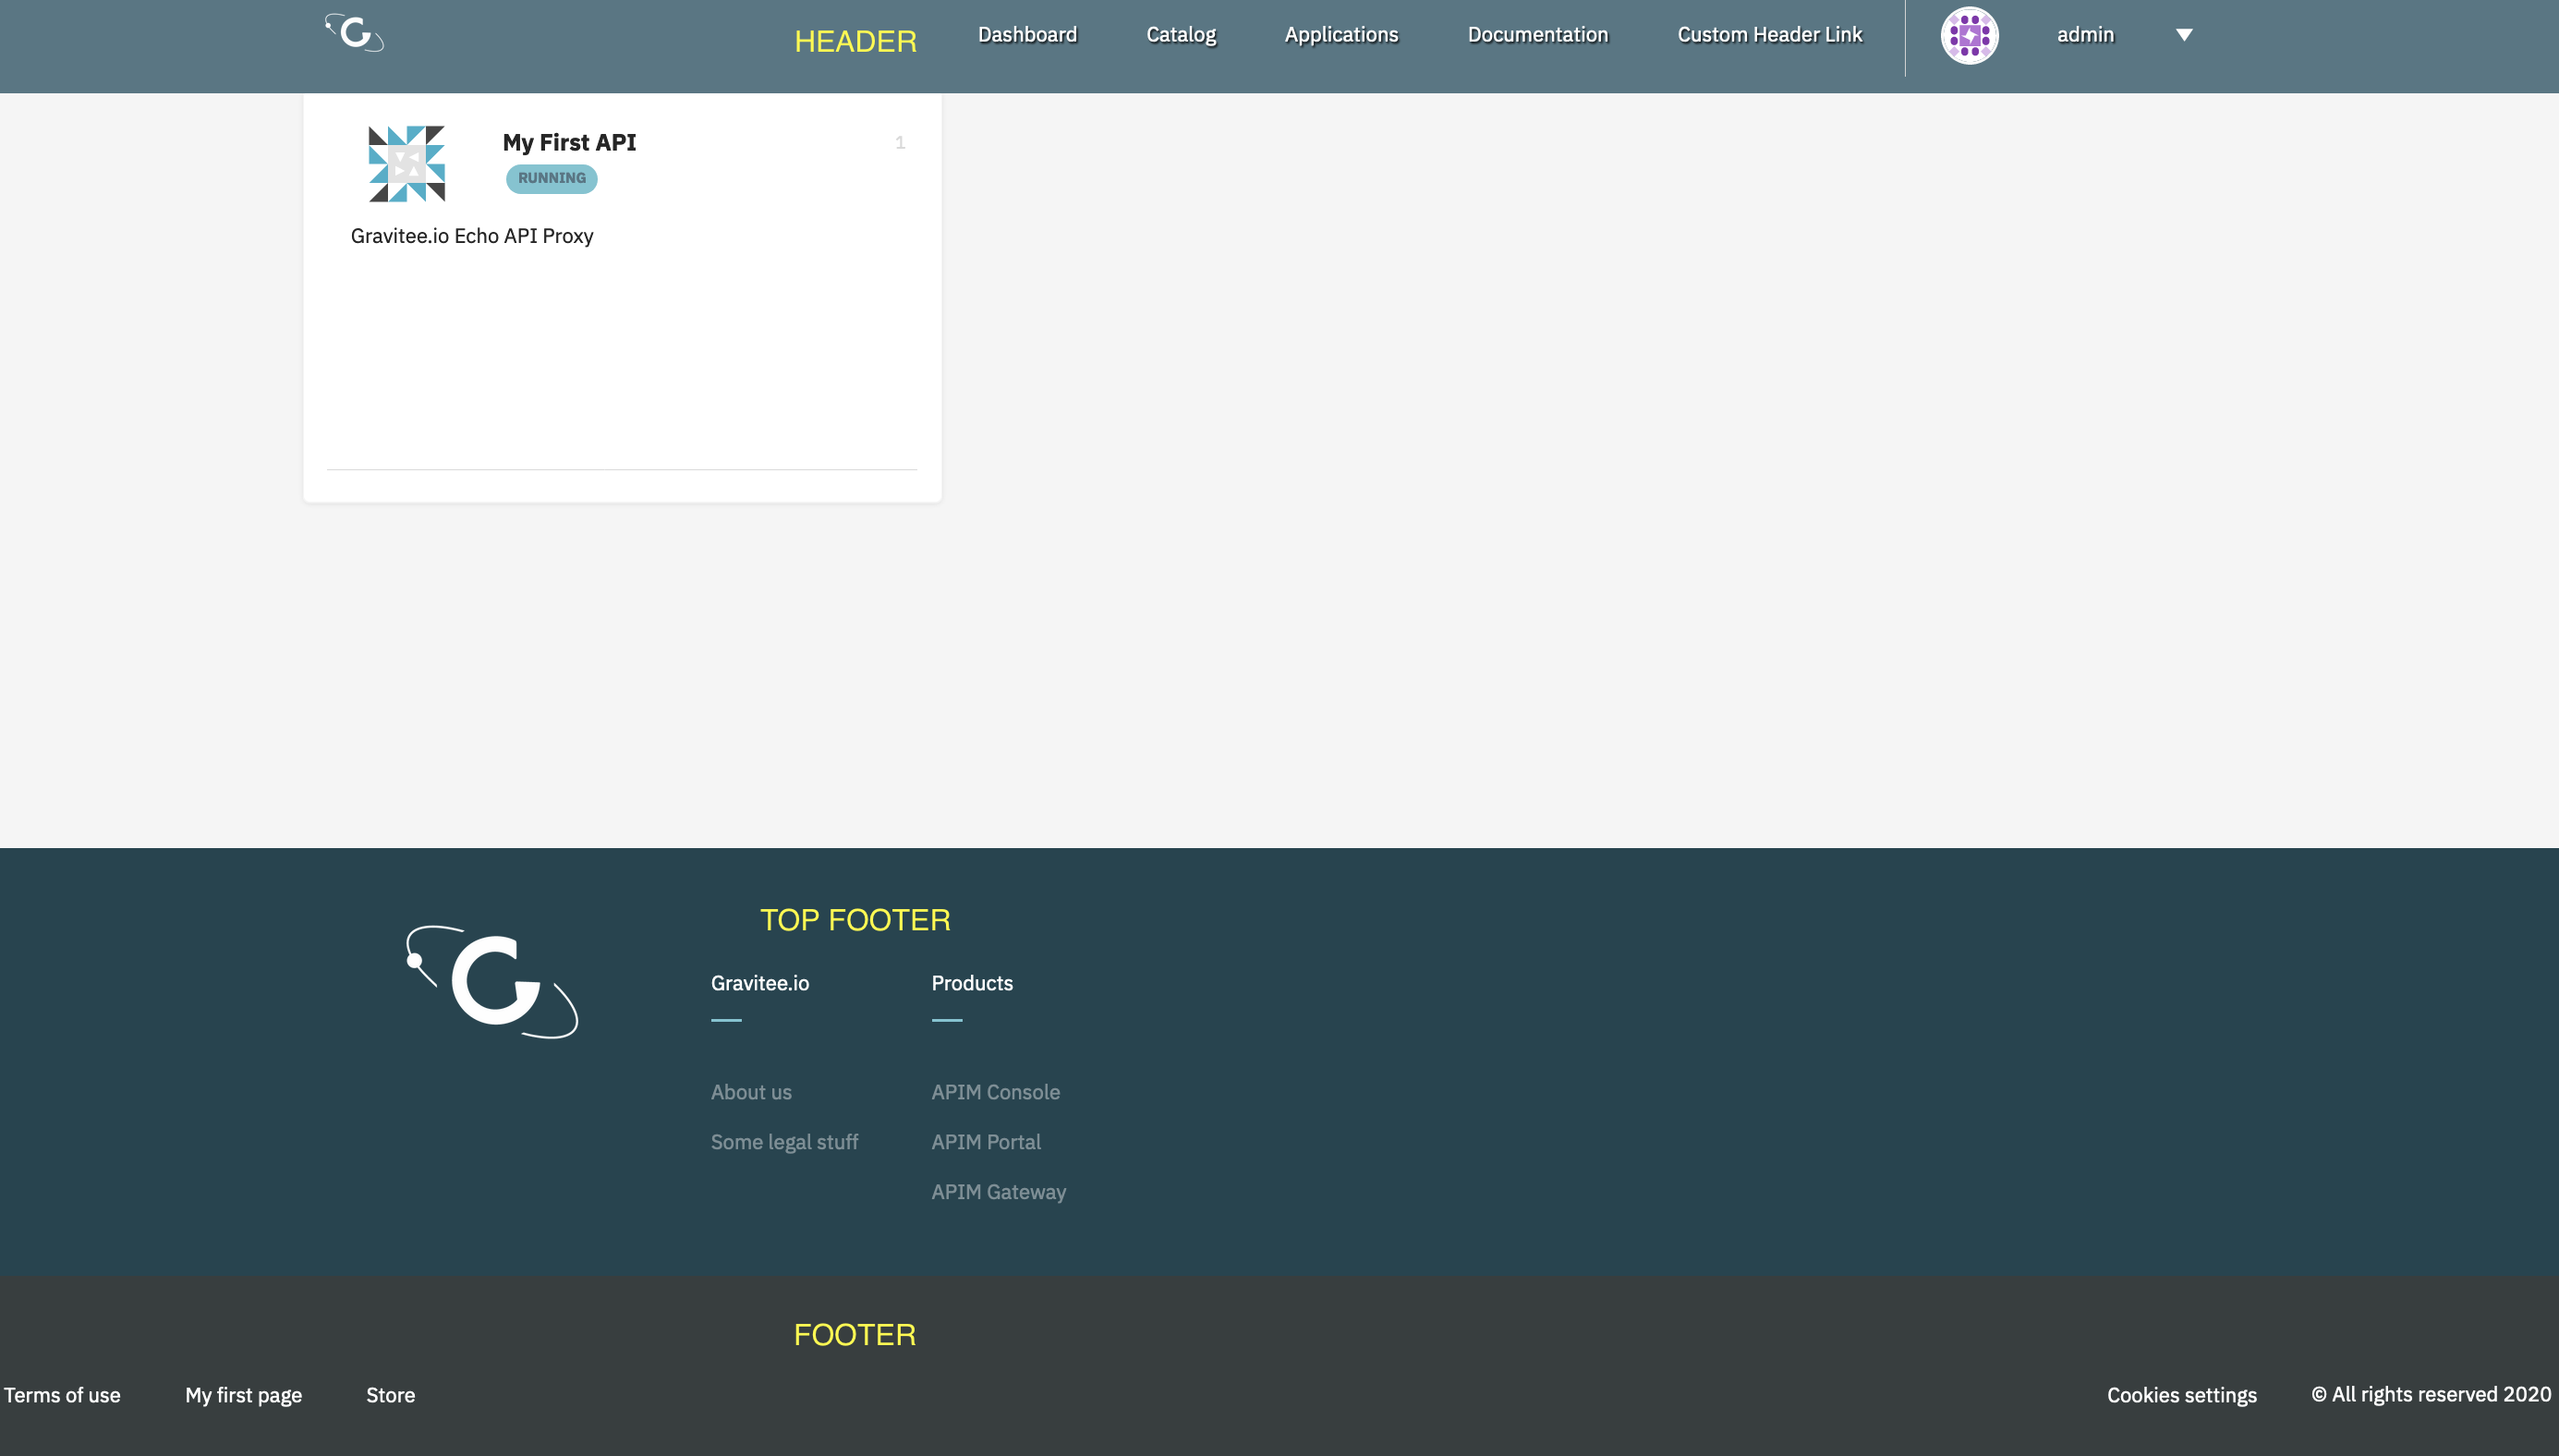 HEADER Dashboard Catalog Applications Documentation Custom Header Link admin
My First API 1
RUNNING
Gravitee.io Echo API Proxy
TOP FOOTER
Gravitee.io Products
About us APIM Console
Some legal stuff APIM Portal
APIM Gateway
FOOTER
Terms of use My first page Store Cookies settings © All rights reserved 2020